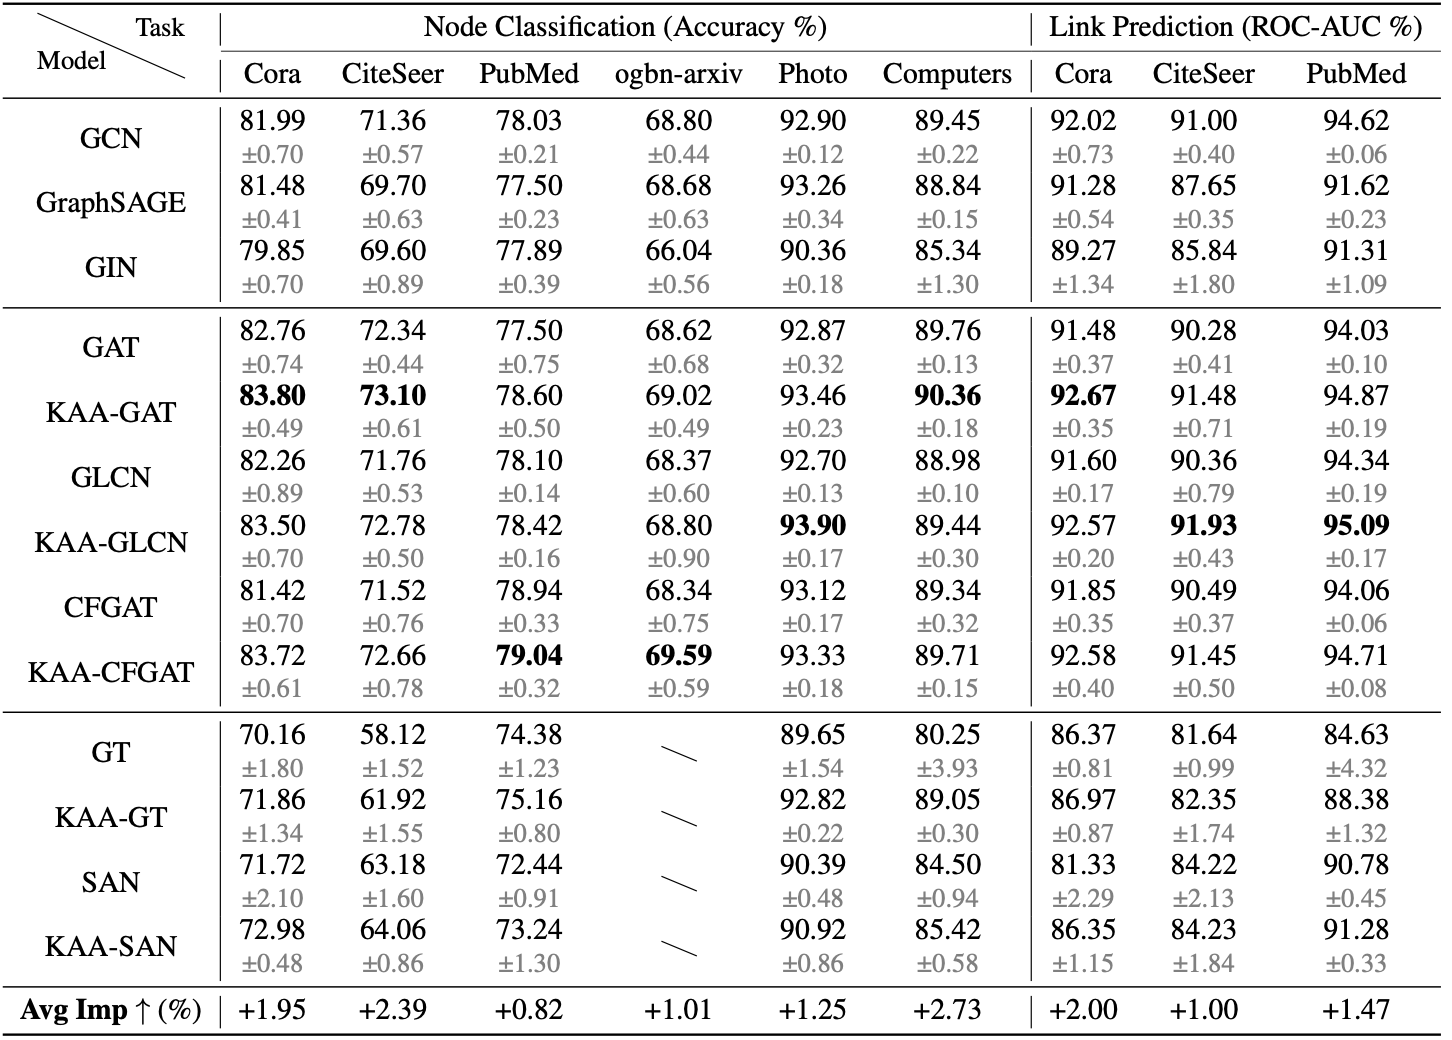 Task Node Classification (Accuracy %) Link Prediction (ROC-AUC %)
Model
Cora CiteSeer PubMed ogbn-arxiv Photo Computers Cora CiteSeer PubMed
GCN 81.99 71.36 78.03 68.80 92.90 89.45 92.02 91.00 94.62
±0.70 ±0.57 ±0.21 ±0.44 ±0.12 ±0.22 ±0.73 ±0.40 ±0.06
GraphSAGE 81.48 69.70 77.50 68.68 93.26 88.84 91.28 87.65 91.62
±0.41 ±0.63 ±0.23 ±0.63 ±0.34 ±0.15 ±0.54 ±0.35 ±0.23
GIN 79.85 69.60 77.89 66.04 90.36 85.34 89.27 85.84 91.31
±0.70 ±0.89 ±0.39 ±0.56 ±0.18 ±1.30 ±1.34 ±1.80 ±1.09
GAT 82.76 72.34 77.50 68.62 92.87 89.76 91.48 90.28 94.03
±0.74 ±0.44 ±0.75 ±0.68 ±0.32 ±0.13 ±0.37 ±0.41 ±0.10
KAA-GAT 83.80 73.10 78.60 69.02 93.46 90.36 92.67 91.48 94.87
±0.49 ±0.61 ±0.50 ±0.49 ±0.23 ±0.18 ±0.35 ±0.71 ±0.19
GLCN 82.26 71.76 78.10 68.37 92.70 88.98 91.60 90.36 94.34
±0.89 ±0.53 ±0.14 ±0.60 ±0.13 ±0.10 ±0.17 ±0.79 ±0.19
KAA-GLCN 83.50 72.78 78.42 68.80 93.90 89.44 92.57 91.93 95.09
±0.70 ±0.50 ±0.16 ±0.90 ±0.17 ±0.30 ±0.20 ±0.43 ±0.17
CFGAT 81.42 71.52 78.94 68.34 93.12 89.34 91.85 90.49 94.06
±0.70 ±0.76 ±0.33 ±0.75 ±0.17 ±0.32 ±0.35 ±0.37 ±0.06
KAA-CFGAT 83.72 72.66 79.04 69.59 93.33 89.71 92.58 91.45 94.71
±0.61 ±0.78 ±0.32 ±0.59 ±0.18 ±0.15 ±0.40 ±0.50 ±0.08
GT 70.16 58.12 74.38 \ 89.65 80.25 86.37 81.64 84.63
±1.80 ±1.52 ±1.23 ±1.54 ±3.93 ±0.81 ±0.99 ±4.32
KAA-GT 71.86 61.92 75.16 \ 92.82 89.05 86.97 82.35 88.38
±1.34 ±1.55 ±0.80 ±0.22 ±0.30 ±0.87 ±1.74 ±1.32
SAN 71.72 63.18 72.44 \ 90.39 84.50 81.33 84.22 90.78
±2.10 ±1.60 ±0.91 ±0.48 ±0.94 ±2.29 ±2.13 ±0.45
KAA-SAN 72.98 64.06 73.24 \ 90.92 85.42 86.35 84.23 91.28
±0.48 ±0.86 ±1.30 ±0.86 ±0.58 ±1.15 ±1.84 ±0.33
Avg Imp ↑ (%) +1.95 +2.39 +0.82 +1.01 +1.25 +2.73 +2.00 +1.00 +1.47